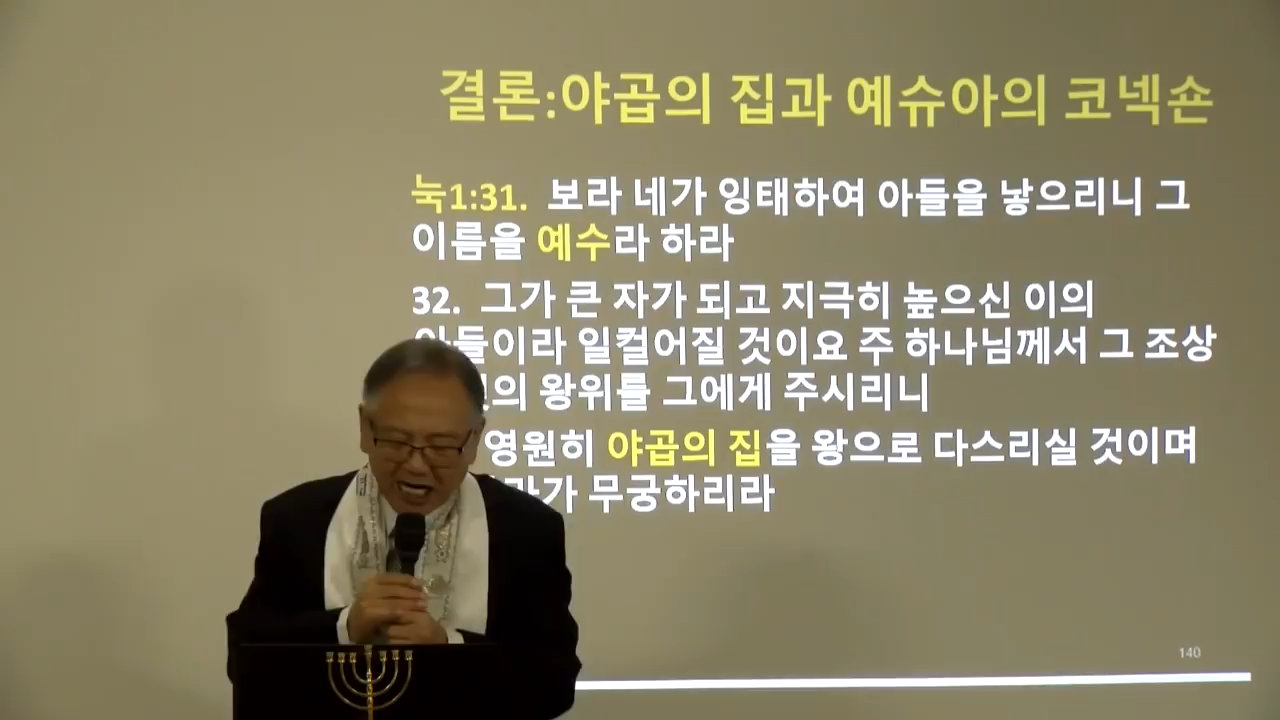 결론:야곱의 집과 예슈아의 코넥숀
눅1:31. 보라 네가 잉태하여 아들을 낳으리니 그
이름을 예수라 하라
32. 그가 큰 자가 되고 지극히 높으신 이의
아들이라 일컬어질 것이요 주 하나님께서 그 조상
왕위를 그에게 주시리니
영원히 야곱의 집을 왕으로 다스리실 것이며
무궁하리라
140